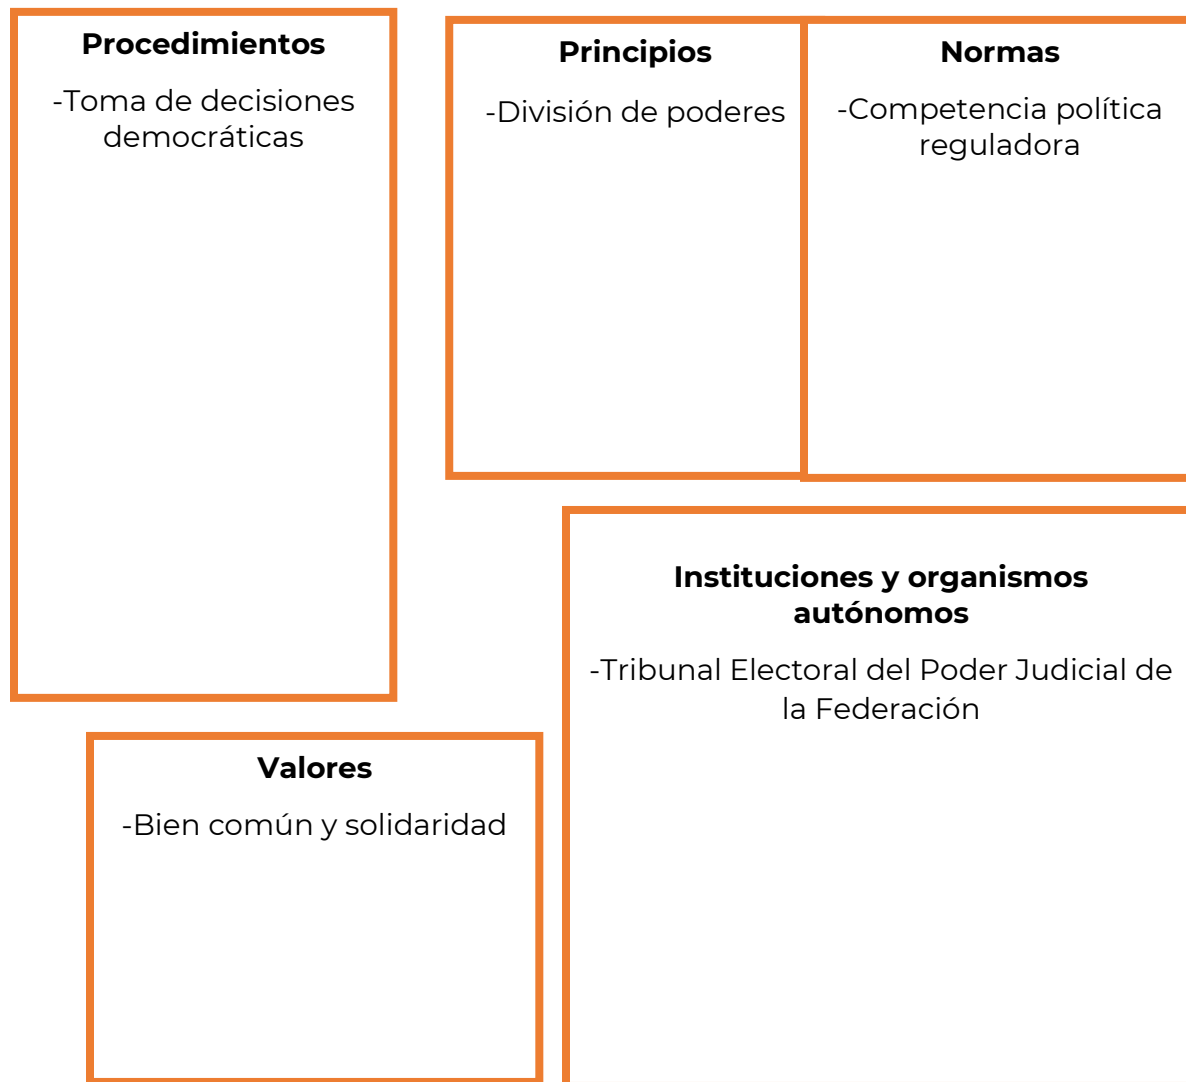 Procedimientos
-Toma de decisiones
democráticas
Principios
-División de poderes
Normas
-Competencia política
reguladora
Instituciones y organismos
autónomos
-Tribunal Electoral del Poder Judicial de
la Federación
Valores
-Bien común y solidaridad